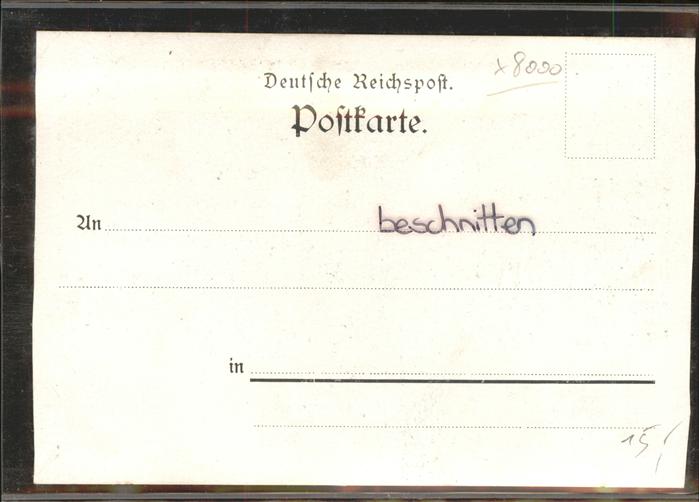 x8000
Deutsche Reichspost.
Postkarte.
An beschnitten
in
15,